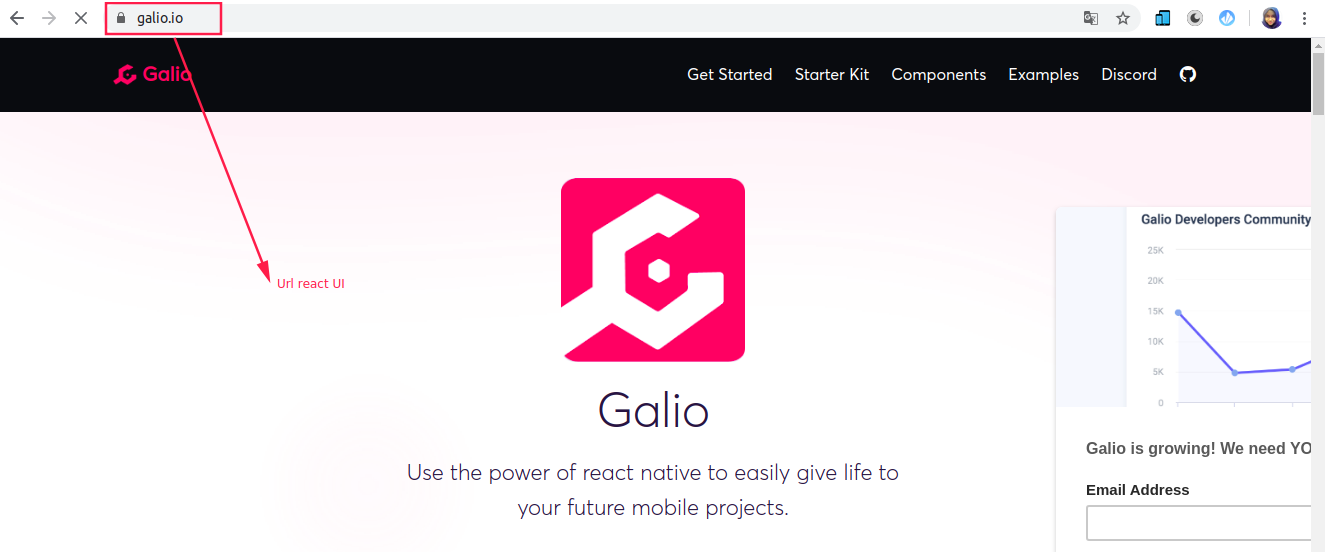 galio.io
Galio
Get Started
Starter Kit
Components
Examples
Discord
Url react UI
Galio
Use the power of react native to easily give life to
your future mobile projects.
Galio Developers Community
25K
20K
15K
10K
5K
0
Galio is growing! We need YO
Email Address